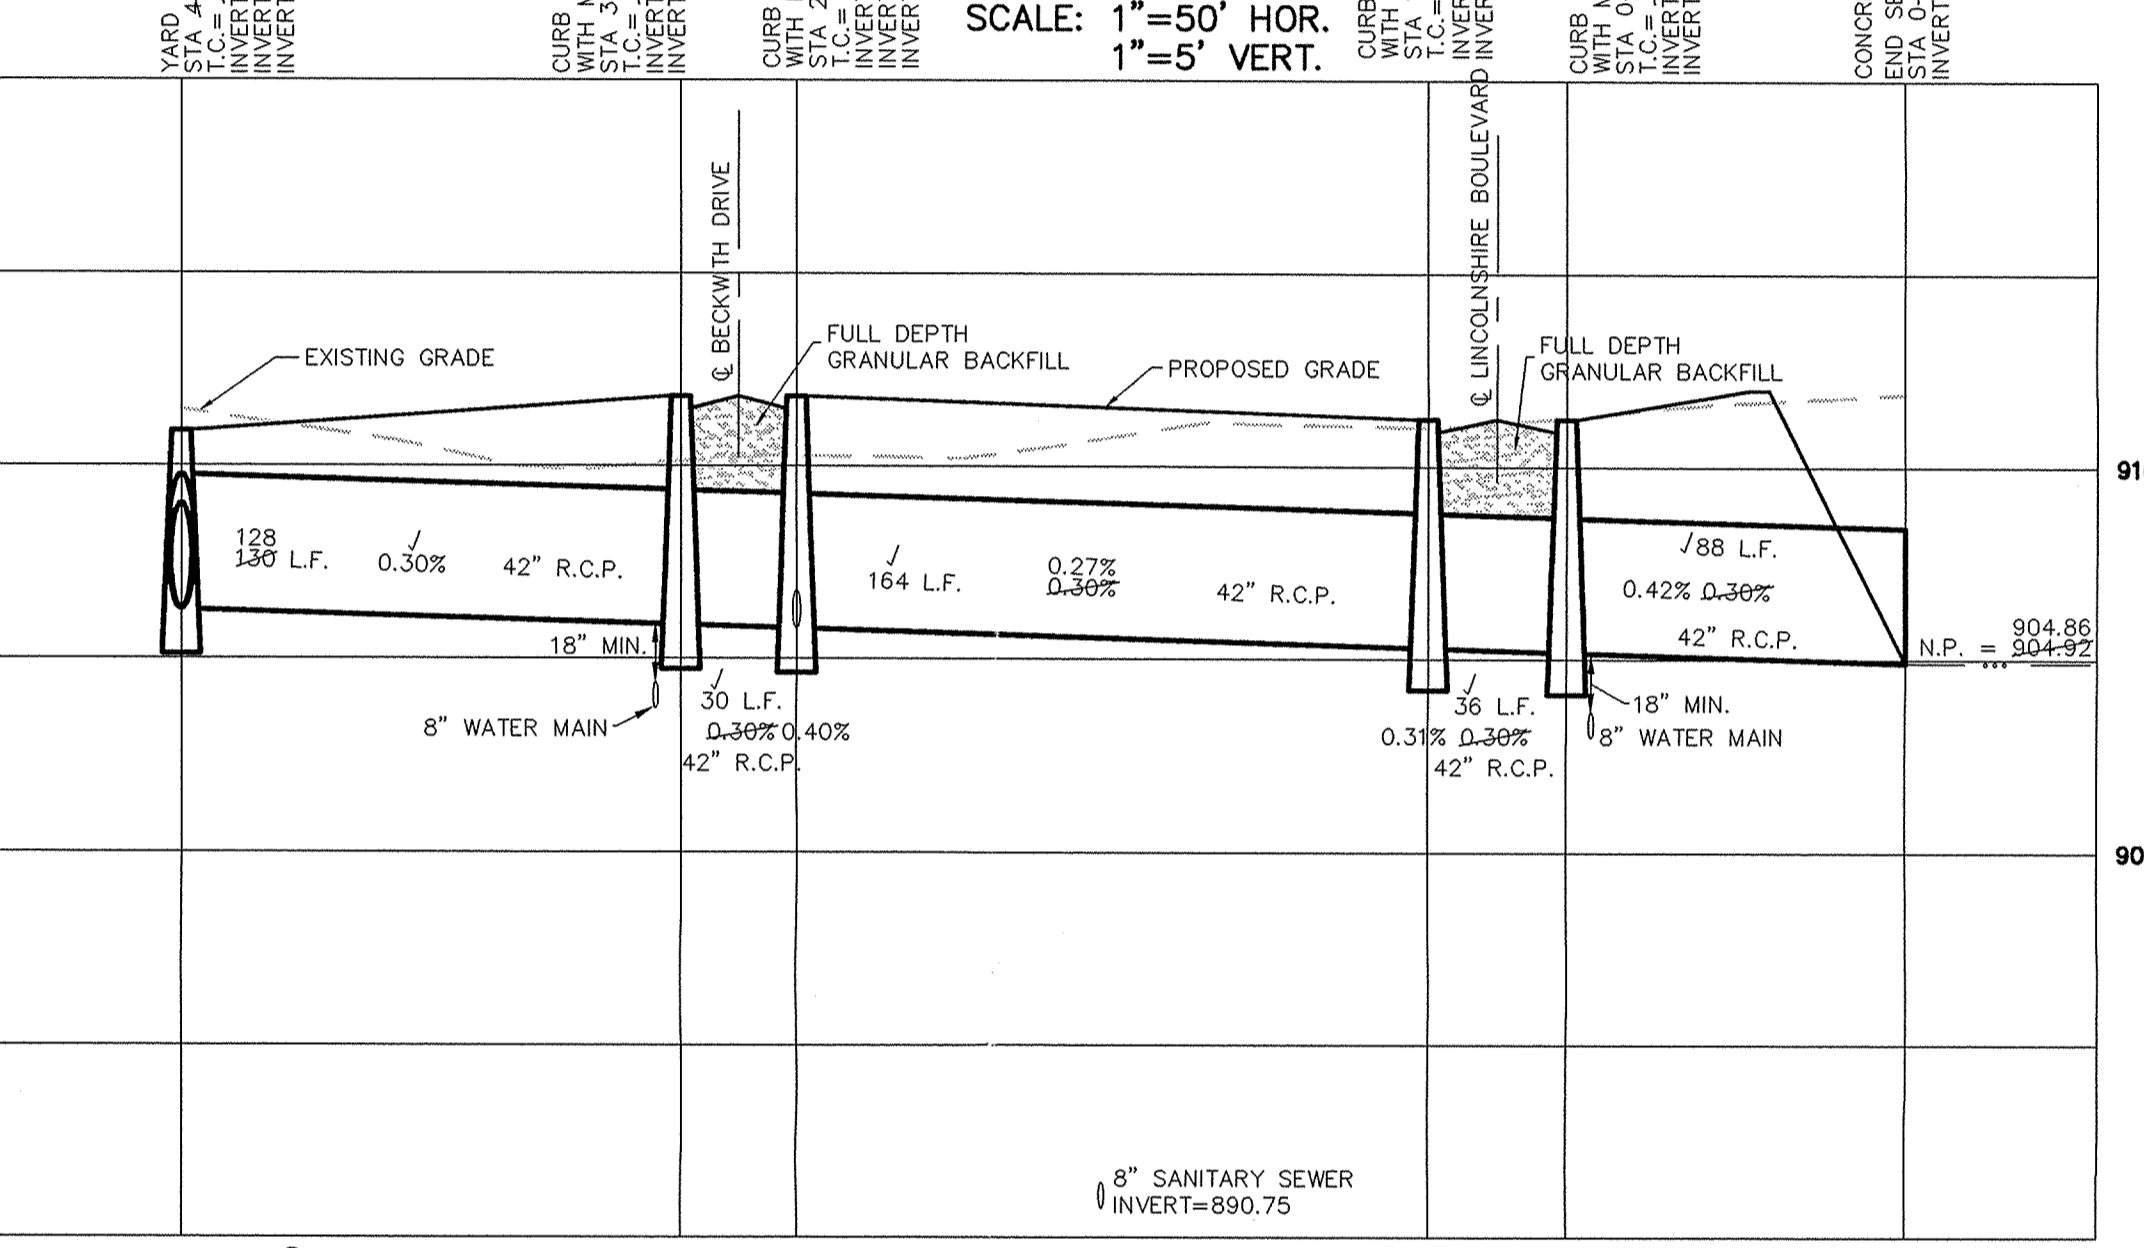 YARD
STA 4
T.C.=
INVERT
INVERT
INVERT
CURB
WITH
STA 3
T.C.=
INVERT
INVERT
CURB
WITH
STA 2
T.C.=
INVERT
INVERT
INVERT
SCALE: 1"=50' HOR.
1"=5' VERT.
CURB
WITH
STA
T.C.=
INVER
INVER
CURB
WITH
STA 0
T.C.=
INVERT
INVERT
CONCR
END SE
STA 0-
INVERT
℄ BECKWITH DRIVE
℄ LINCOLNSHIRE BOULEVARD
EXISTING GRADE
FULL DEPTH
GRANULAR BACKFILL
PROPOSED GRADE
FULL DEPTH
GRANULAR BACKFILL
91
128
130 L.F. 0.30% 42" R.C.P.
164 L.F.
0.27%
0.30%
42" R.C.P.
88 L.F.
0.42% 0.30%
42" R.C.P.
904.86
N.P. = 904.92
18" MIN.
8" WATER MAIN
30 L.F.
0.30% 0.40%
42" R.C.P.
36 L.F.
0.31% 0.30%
42" R.C.P.
18" MIN.
8" WATER MAIN
90
8" SANITARY SEWER
INVERT=890.75